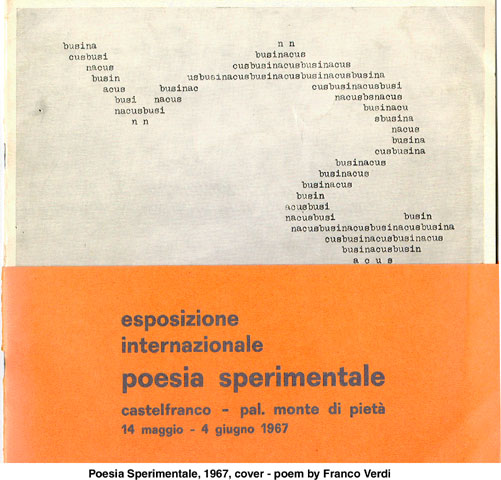 busina n n
cusbusi businacus
nacus cusbusinacusbusinacus
busin usbusinacusbusinacusbusinacusbusina
acus businac cusbusinacusbusi
busi nacus nacusbsnacus
nacusbusi businacu
n n sbusina
nacus
busina
cusbusina
businacus
businacus
businacus
busin
acusbusi
nacusbusi busin
nacusbusinacusbusinacusbusina
cusbusinacusbusinacus
businacusbusin
a c u s
esposizione
internazionale
poesia sperimentale
castelfranco - pal. monte di pietà
14 maggio - 4 giugno 1967
Poesia Sperimentale, 1967, cover - poem by Franco Verdi